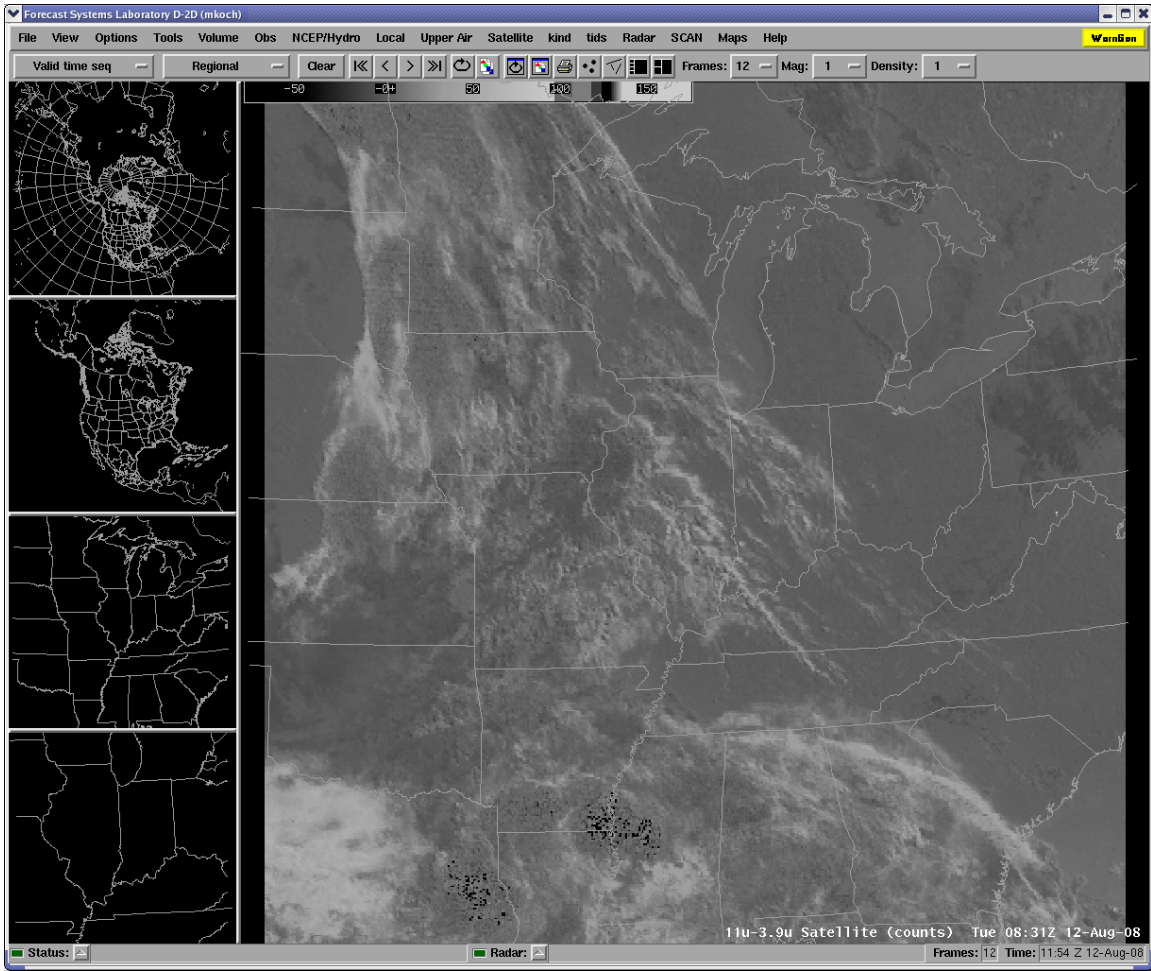 Forecast Systems Laboratory D-2D (mkoch)
File View Options Tools Volume Obs NCEP/Hydro Local Upper Air Satellite kind tids Radar SCAN Maps Help WarnGen
Valid time seq Regional Clear Frames: 12 Mag: 1 Density: 1
-50 -0+ 50 100 150
11u-3.9u Satellite (counts) Tue 08:31Z 12-Aug-08
Status: Radar: Frames: 12 Time: 11:54 Z 12-Aug-08